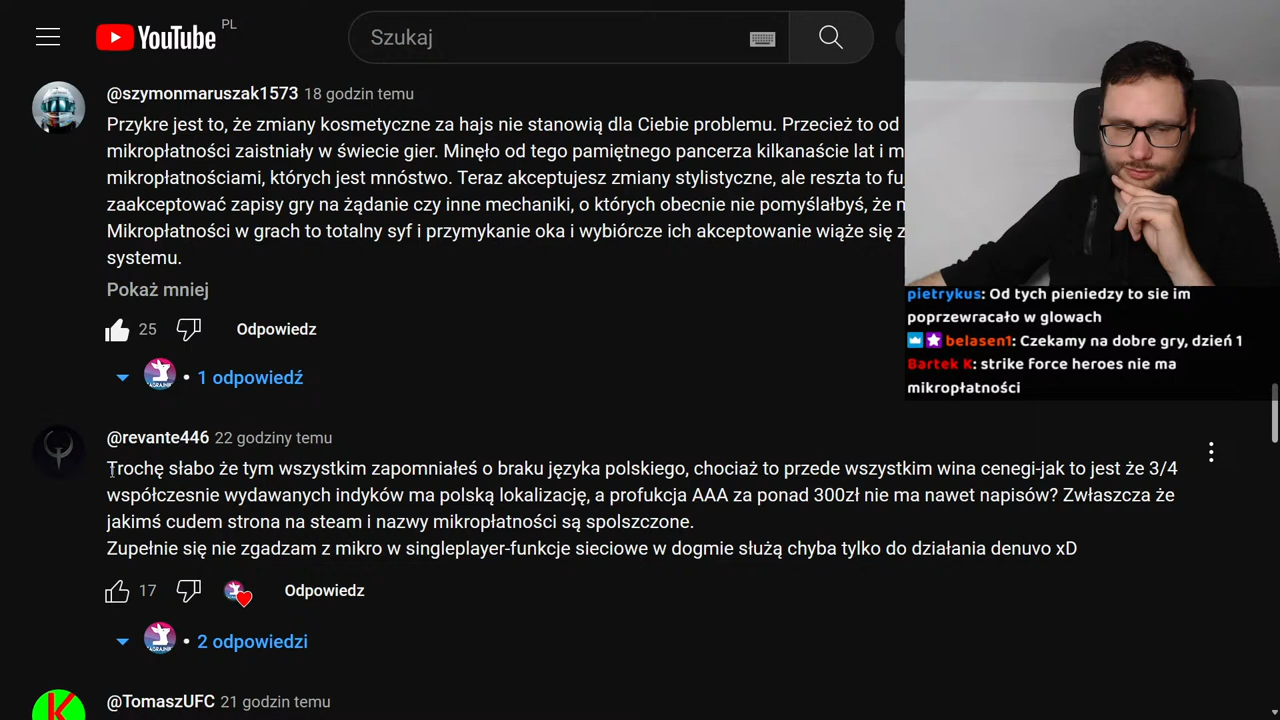 YouTube PL
Szukaj
@szymonmaruszak1573 18 godzin temu
Przykre jest to, że zmiany kosmetyczne za hajs nie stanowią dla Ciebie problemu. Przecież to od
mikropłatności zaistniały w świecie gier. Minęło od tego pamiętnego pancerza kilkanaście lat i
mikropłatnościami, których jest mnóstwo. Teraz akceptujesz zmiany stylistyczne, ale reszta to
zaakceptować zapisy gry na żądanie czy inne mechaniki, o których obecnie nie pomyślałbyś, że
Mikropłatności w grach to totalny syf i przymykanie oka i wybiórcze ich akceptowanie wiąże się z
systemu.
Pokaż mniej
25 Odpowiedz
• 1 odpowiedź
@revante446 22 godziny temu
Trochę słabo że tym wszystkim zapomniałeś o braku języka polskiego, chociaż to przede wszystkim wina cenegi-jak to jest że 3/4
współczesnie wydawanych indyków ma polską lokalizację, a profukcja AAA za ponad 300zł nie ma nawet napisów? Zwłaszcza że
jakimś cudem strona na steam i nazwy mikropłatności są spolszczone.
Zupełnie się nie zgadzam z mikro w singleplayer-funkcje sieciowe w dogmie służą chyba tylko do działania denuvo xD
17 Odpowiedz
• 2 odpowiedzi
@TomaszUFC 21 godzin temu
K
pietrykus: Od tych pieniedzy to sie im
poprzewracało w glowach
belasen1: Czekamy na dobre gry, dzień 1
Bartek K: strike force heroes nie ma
mikropłatności